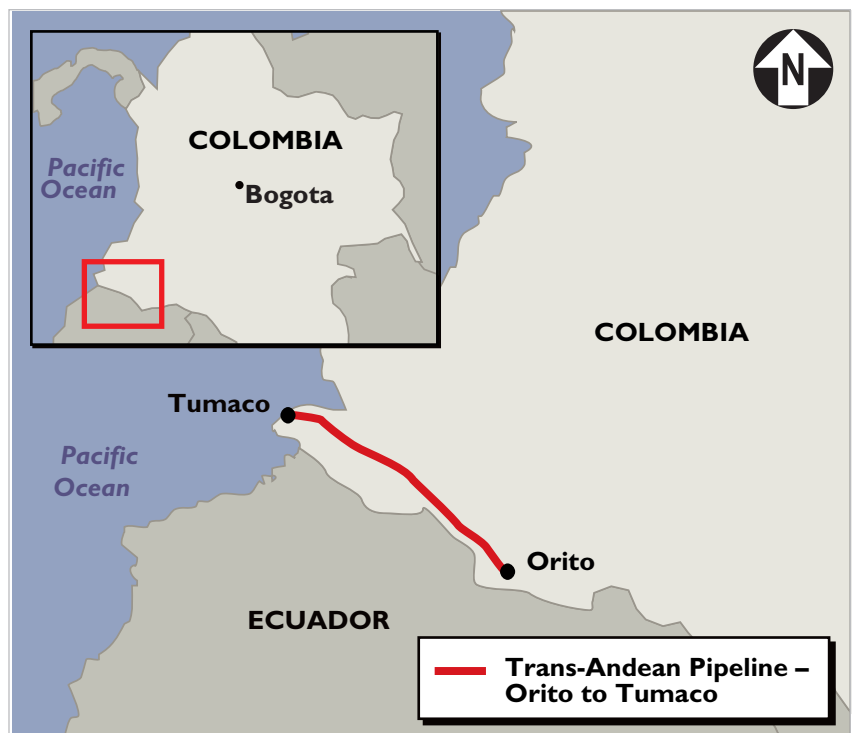 N
COLOMBIA
Pacific
Ocean
Bogota
COLOMBIA
Tumaco
Pacific
Ocean
Orito
ECUADOR
Trans-Andean Pipeline –
Orito to Tumaco